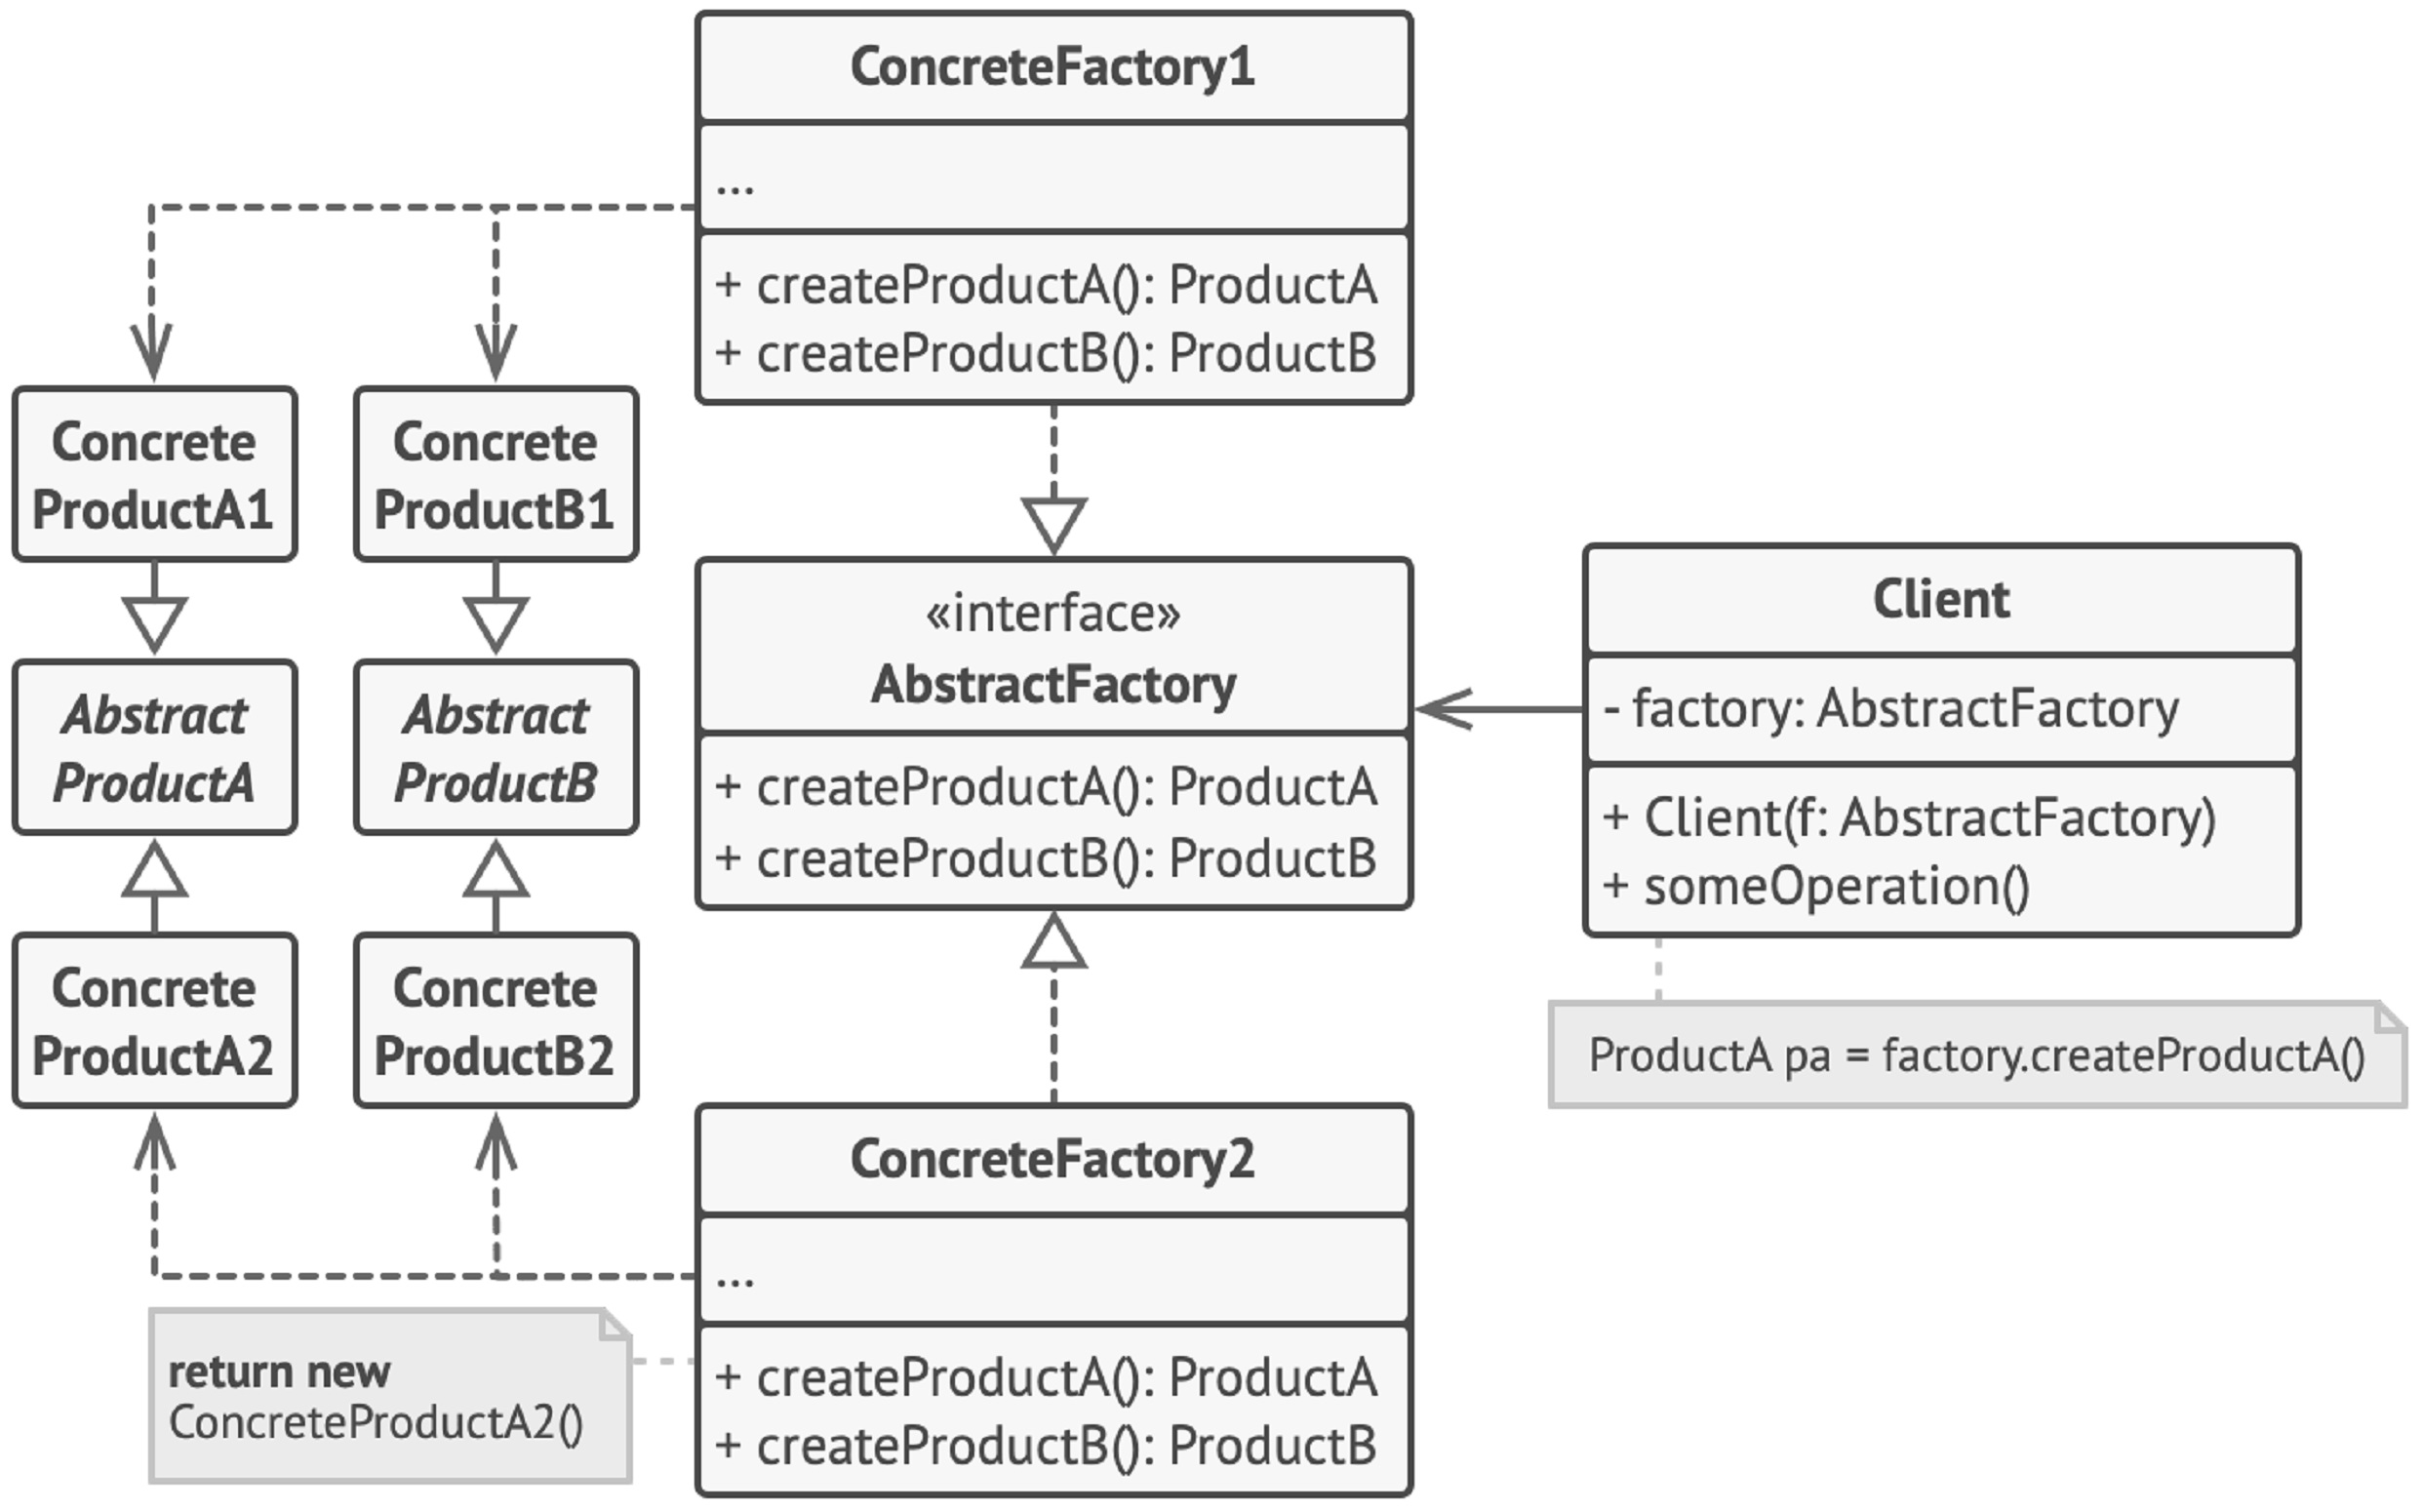 ConcreteFactory1
...
+ createProductA(): ProductA
+ createProductB(): ProductB
Concrete
ProductA1
Concrete
ProductB1
Abstract
ProductA
Abstract
ProductB
Concrete
ProductA2
Concrete
ProductB2
«interface»
AbstractFactory
+ createProductA(): ProductA
+ createProductB(): ProductB
Client
- factory: AbstractFactory
+ Client(f: AbstractFactory)
+ someOperation()
ProductA pa = factory.createProductA()
ConcreteFactory2
...
+ createProductA(): ProductA
+ createProductB(): ProductB
return new
ConcreteProductA2()